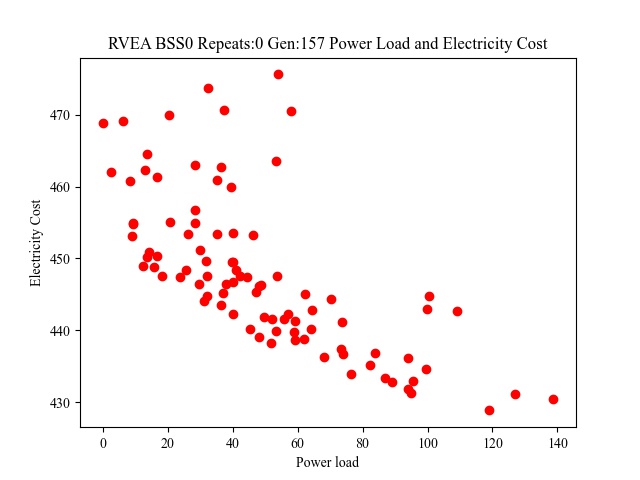 RVEA BSS0 Repeats:0 Gen:157 Power Load and Electricity Cost
470
460
450
440
430
Electricity Cost
0 20 40 60 80 100 120 140
Power load